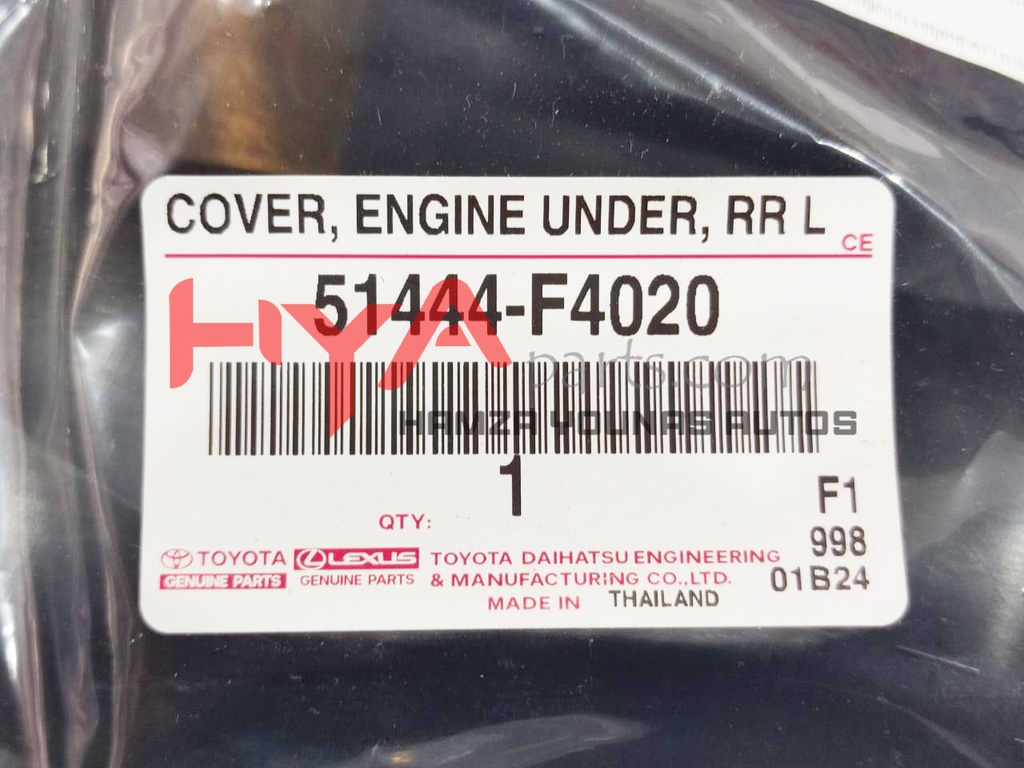 COVER, ENGINE UNDER, RR L
CE
51444-F4020
HYA parts.com
HAMZA YOUNAS AUTOS
1
QTY:
F1
998
01B24
TOYOTA
GENUINE PARTS
LEXUS
GENUINE PARTS
TOYOTA DAIHATSU ENGINEERING
& MANUFACTURING CO.,LTD.
MADE IN THAILAND